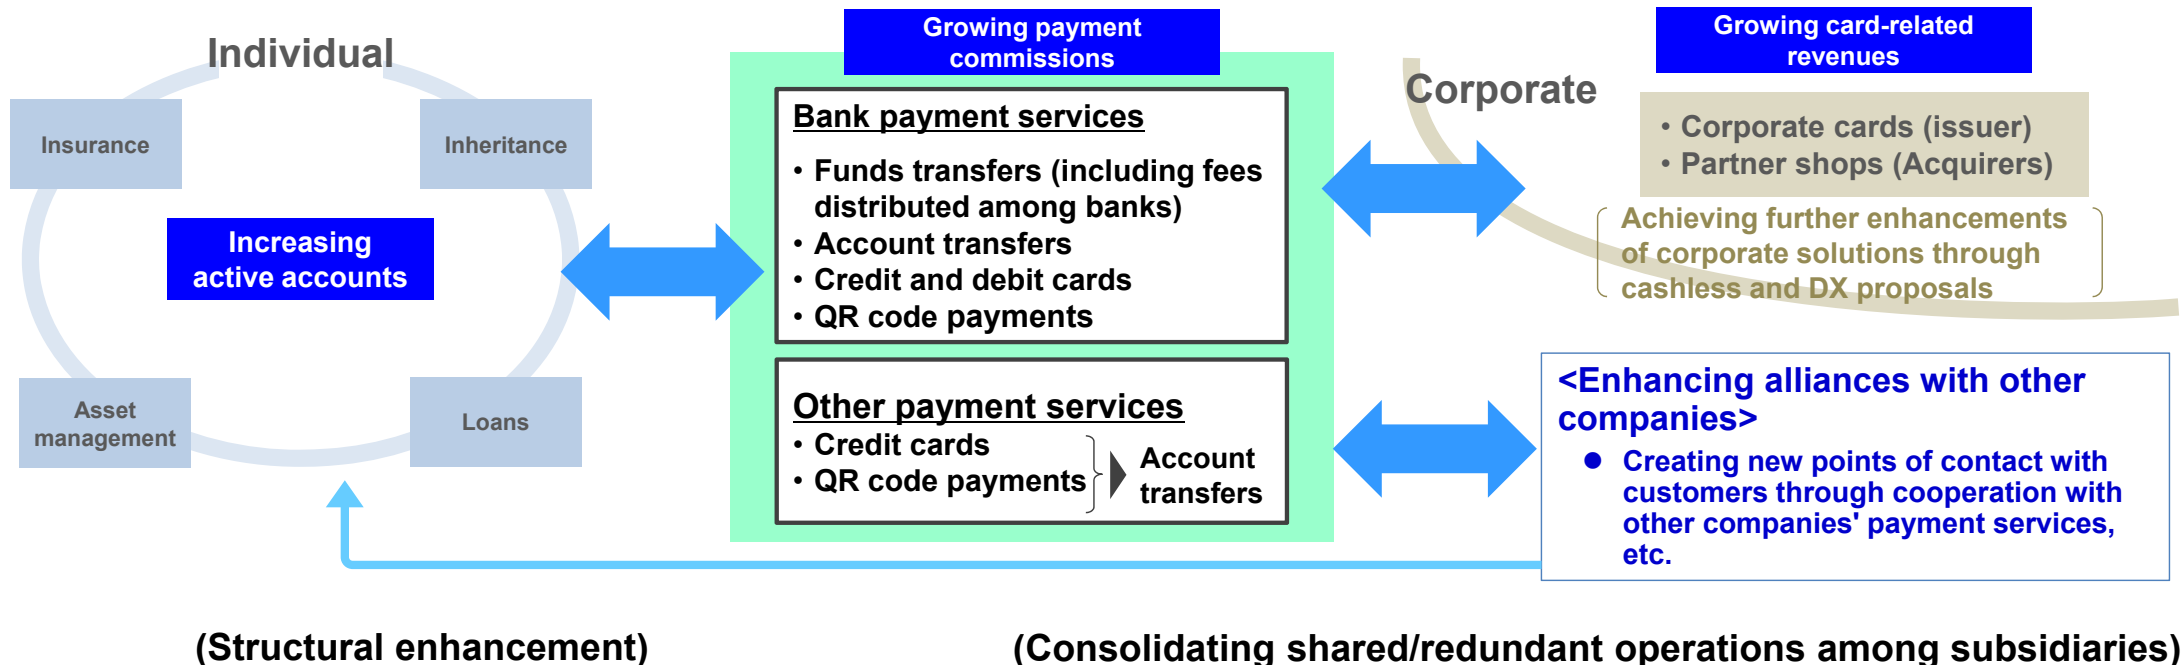 Individual
Insurance
Inheritance
Increasing
active accounts
Asset
management
Loans
Growing payment
commissions
Bank payment services
• Funds transfers (including fees
distributed among banks)
• Account transfers
• Credit and debit cards
• QR code payments
Other payment services
• Credit cards
• QR code payments
Account
transfers
Corporate
Growing card-related
revenues
• Corporate cards (issuer)
• Partner shops (Acquirers)
Achieving further enhancements
of corporate solutions through
cashless and DX proposals
<Enhancing alliances with other
companies>
● Creating new points of contact with
customers through cooperation with
other companies' payment services,
etc.
(Structural enhancement)
(Consolidating shared/redundant operations among subsidiaries)